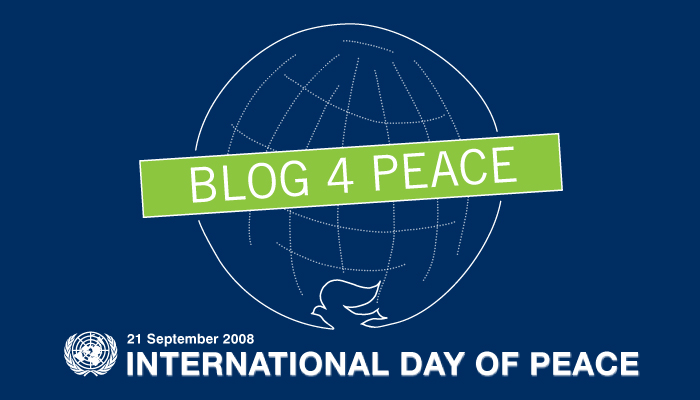 BLOG 4 PEACE
21 September 2008
INTERNATIONAL DAY OF PEACE